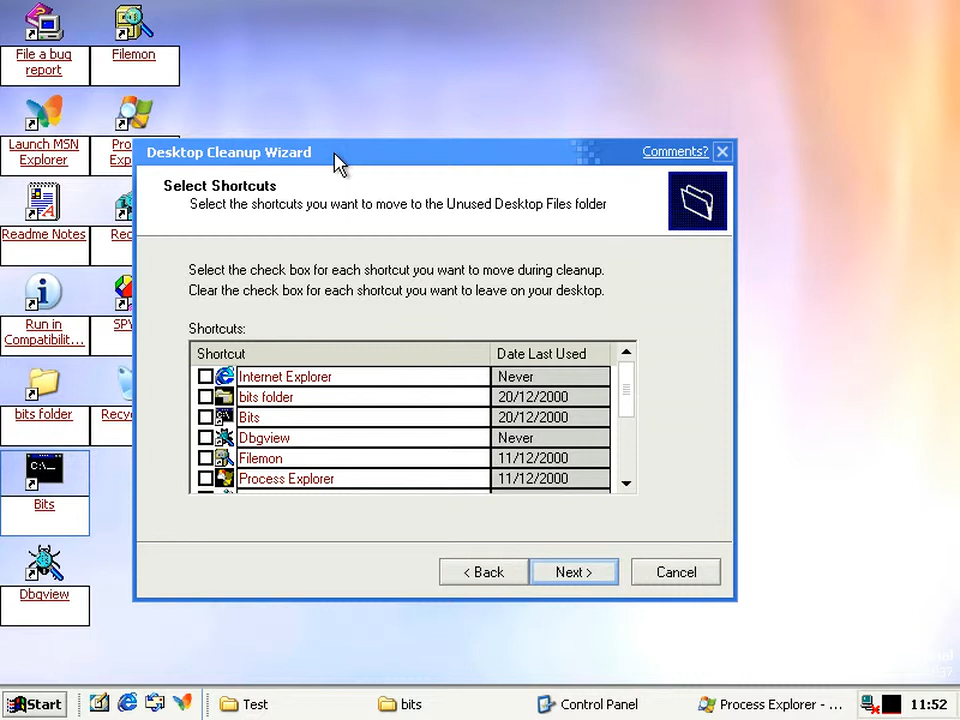 File a bug
report
Filemon
Launch MSN
Explorer
Pro
Exp
Readme Notes
Rec
Run in
Compatibilit...
SPY
bits folder
Recyc
C:\_
Bits
Dbgview
Desktop Cleanup Wizard
Comments?
Select Shortcuts
Select the shortcuts you want to move to the Unused Desktop Files folder
Select the check box for each shortcut you want to move during cleanup.
Clear the check box for each shortcut you want to leave on your desktop.
Shortcuts:
Shortcut Date Last Used
Internet Explorer Never
bits folder 20/12/2000
Bits 20/12/2000
Dbgview Never
Filemon 11/12/2000
Process Explorer 11/12/2000
< Back Next > Cancel
Start Test bits Control Panel Process Explorer - ... 11:52